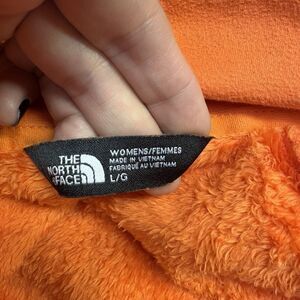 THE
NORTH
FACE
WOMENS/FEMMES
MADE IN VIETNAM
FABRIQUÉ AU VIETNAM
L/G